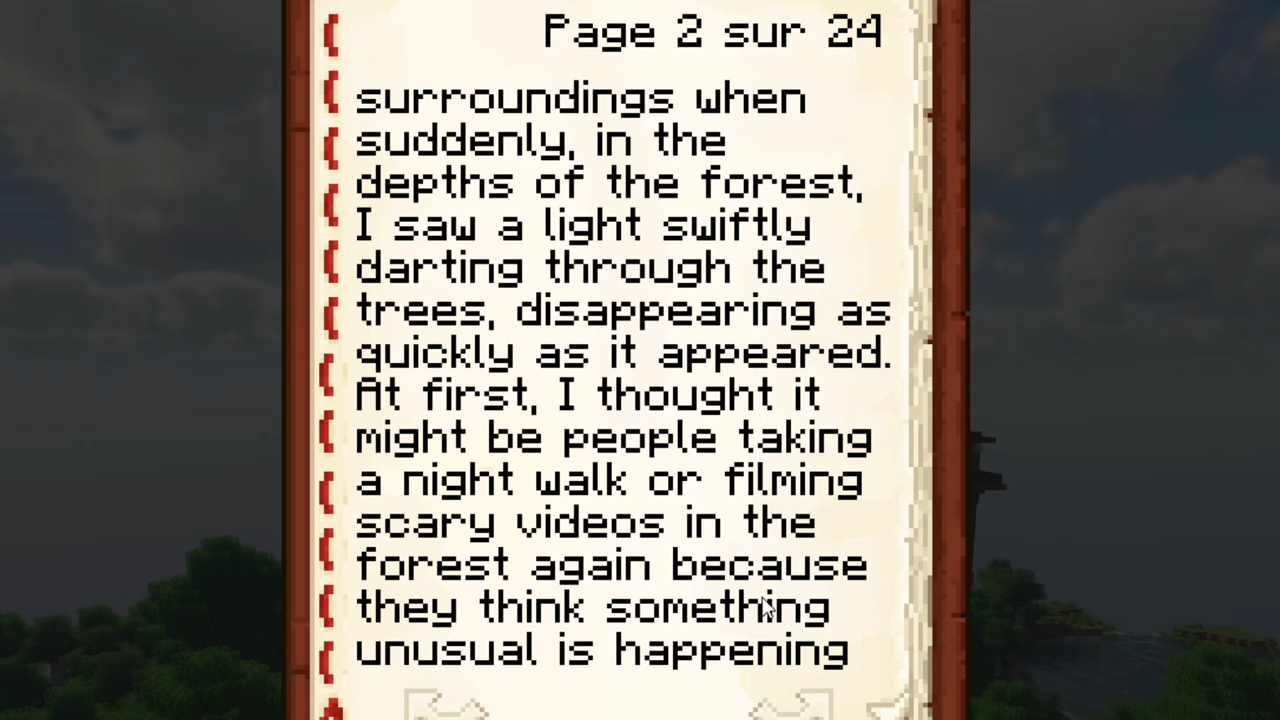 Page 2 sur 24
surroundings when
suddenly, in the
depths of the forest,
I saw a light swiftly
darting through the
trees, disappearing as
quickly as it appeared.
At first, I thought it
might be people taking
a night walk or filming
scary videos in the
forest again because
they think something
unusual is happening